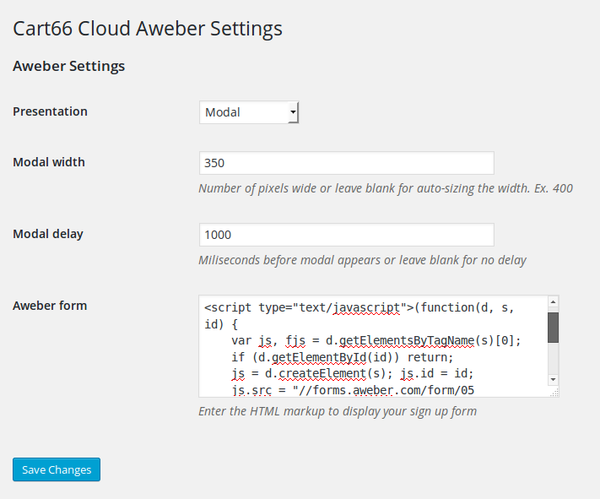 Cart66 Cloud Aweber Settings
Aweber Settings
Presentation
Modal
Modal width
350
Number of pixels wide or leave blank for auto-sizing the width. Ex. 400
Modal delay
1000
Miliseconds before modal appears or leave blank for no delay
Aweber form
<script type="text/javascript">(function(d, s,
id) {
    var js, fjs = d.getElementsByTagName(s)[0];
    if (d.getElementById(id)) return;
    js = d.createElement(s); js.id = id;
    js.src = "//forms.aweber.com/form/05
Enter the HTML markup to display your sign up form
Save Changes